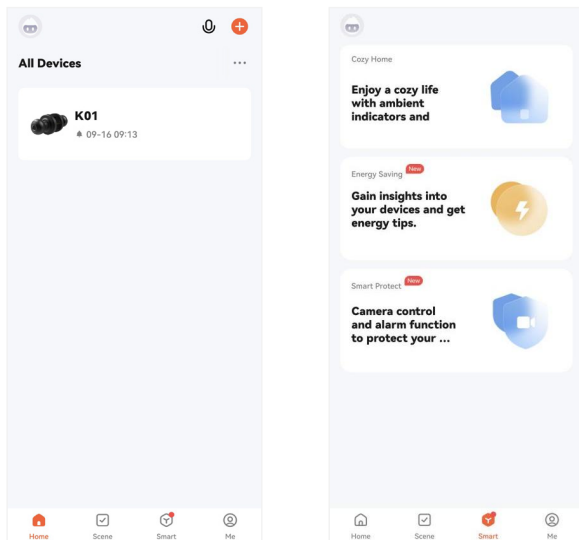 All Devices
K01
09-16 09:13
Home
Scene
Smart
Me
Cozy Home
Enjoy a cozy life
with ambient
indicators and
Energy Saving
New
Gain insights into
your devices and get
energy tips.
Smart Protect
New
Camera control
and alarm function
to protect your ...
Home
Scene
Smart
Me